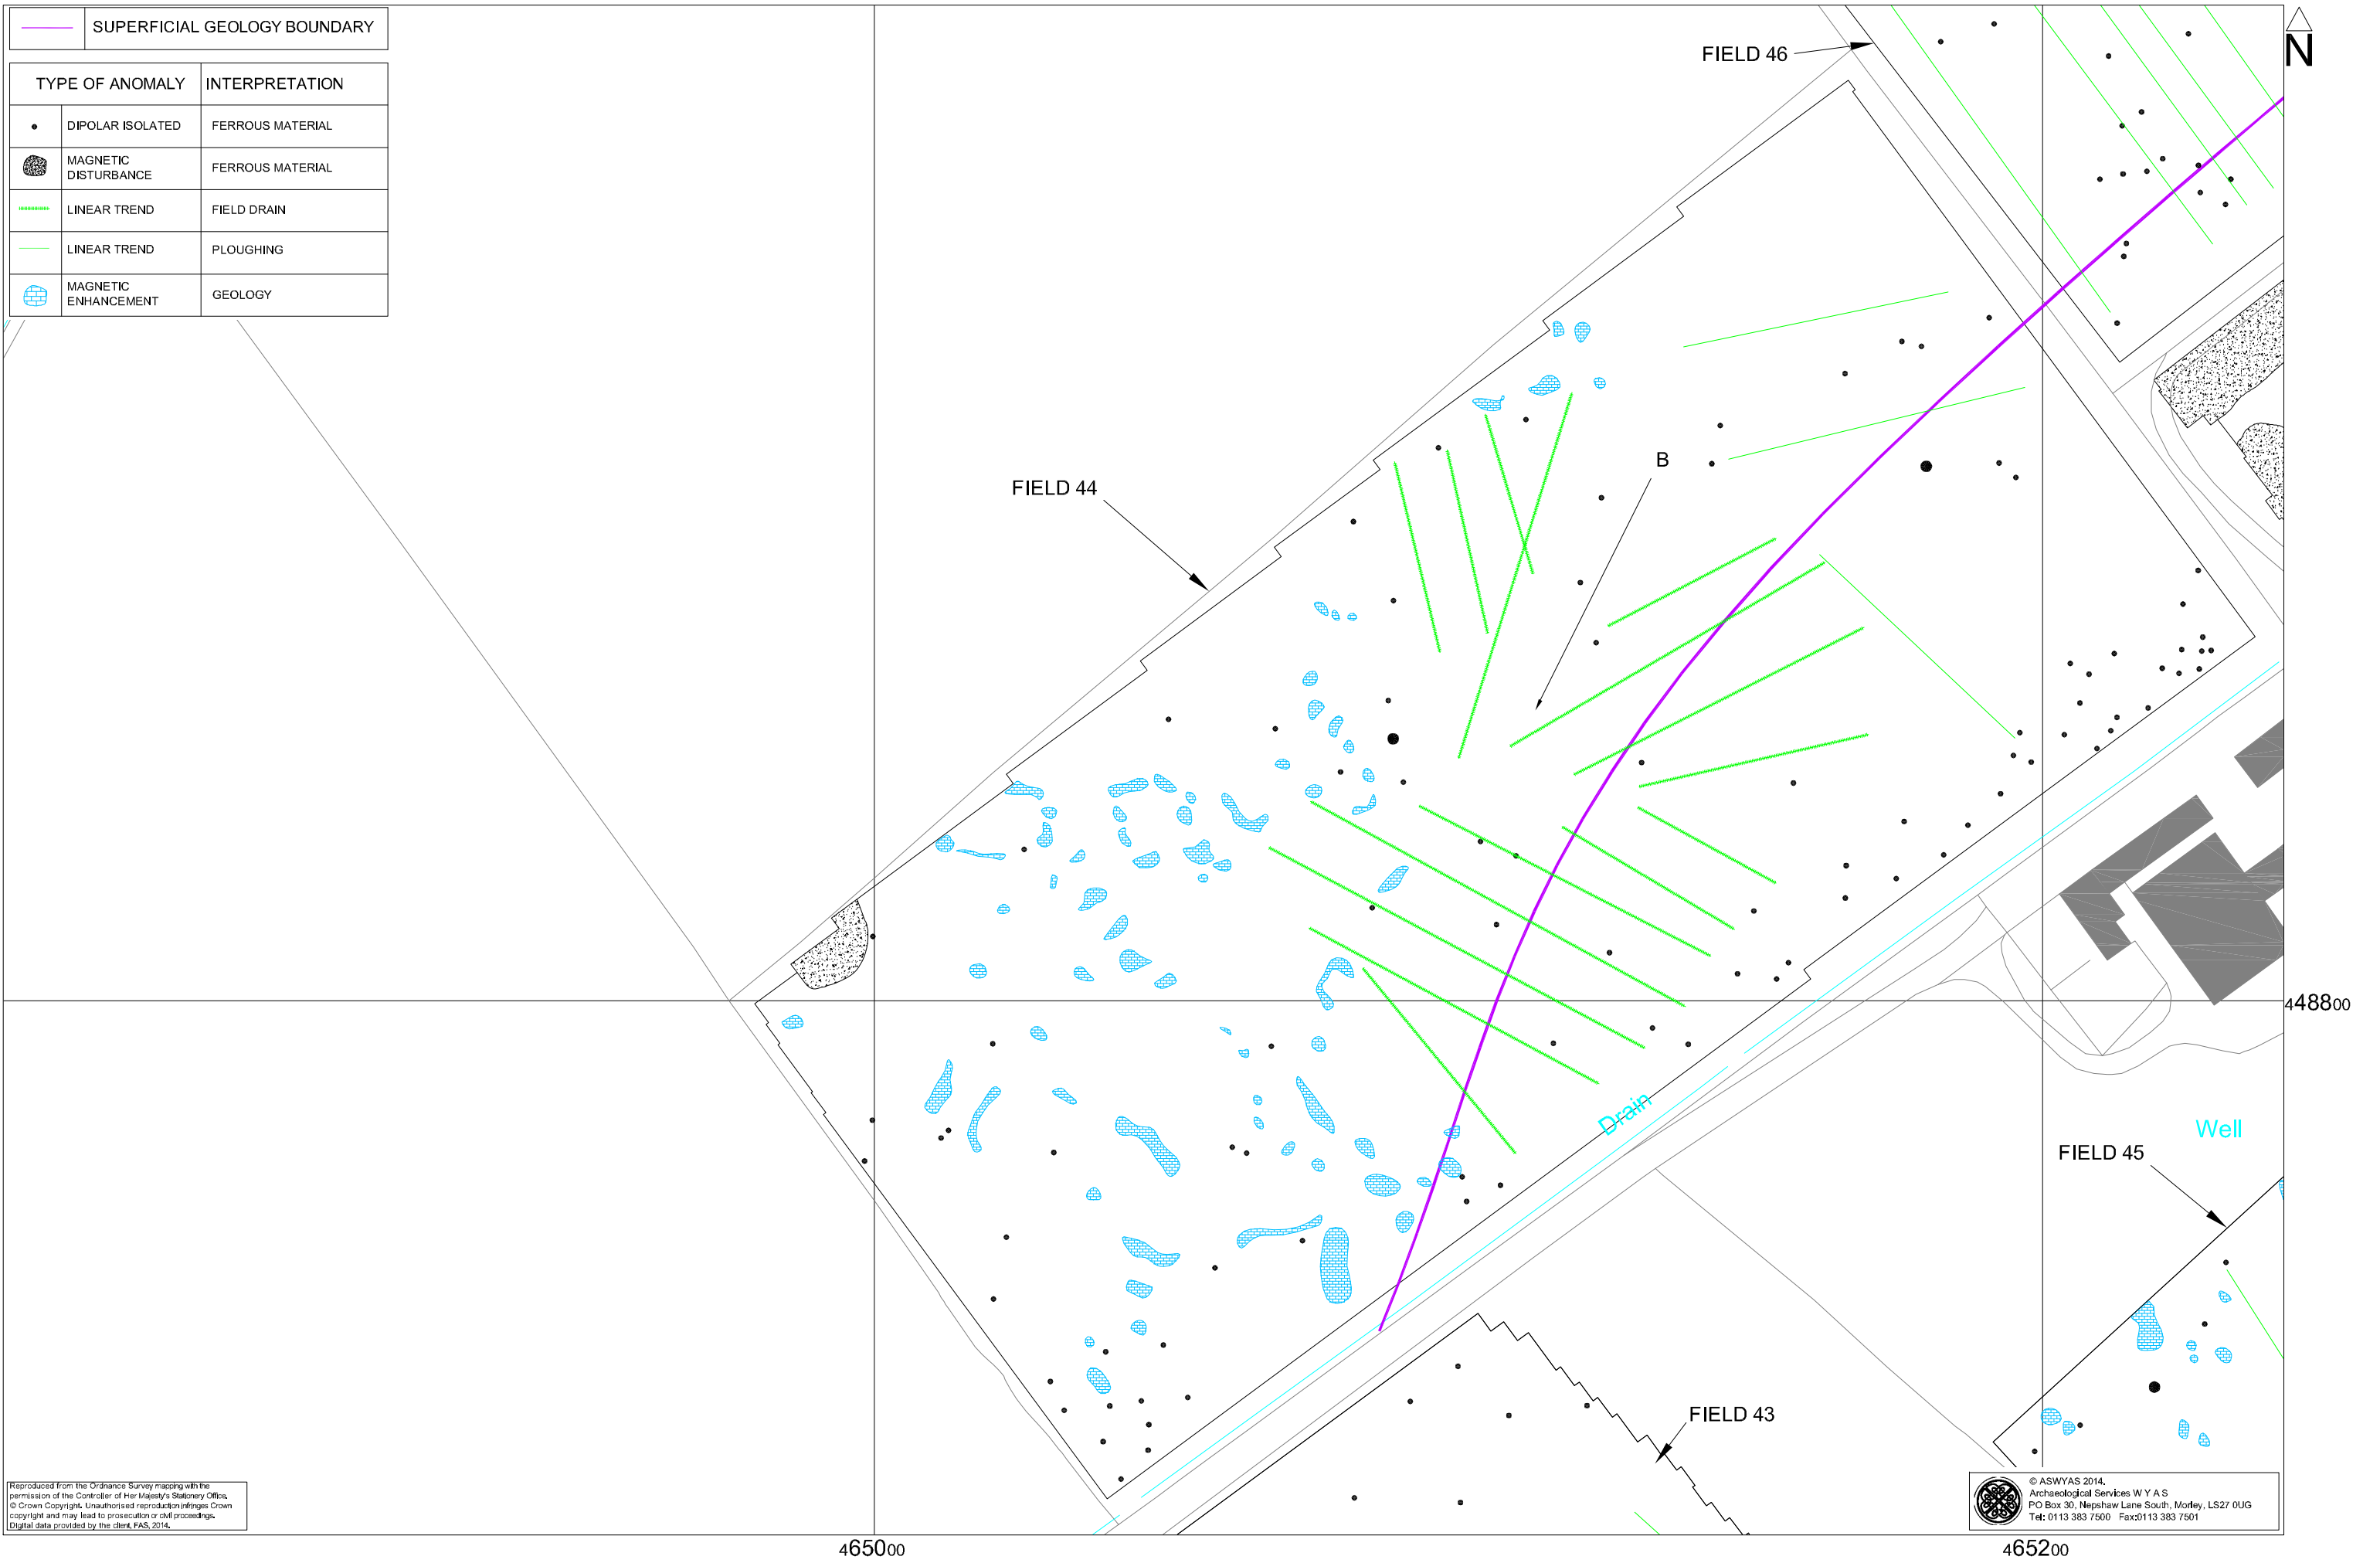 SUPERFICIAL GEOLOGY BOUNDARY
TYPE OF ANOMALY INTERPRETATION
DIPOLAR ISOLATED FERROUS MATERIAL
MAGNETIC
DISTURBANCE FERROUS MATERIAL
LINEAR TREND FIELD DRAIN
LINEAR TREND PLOUGHING
MAGNETIC
ENHANCEMENT GEOLOGY
N
FIELD 46
FIELD 44
B
448800
Drain
Well
FIELD 45
FIELD 43
Reproduced from the Ordnance Survey mapping with the
permission of the Controller of Her Majesty's Stationery Office.
© Crown Copyright. Unauthorised reproduction infringes Crown
copyright and may lead to prosecution or civil proceedings.
Digital data provided by the client, FAS, 2014.
© ASWYAS 2014.
Archaeological Services W Y A S
PO Box 30, Nepshaw Lane South, Morley, LS27 0UG
Tel: 0113 383 7500 Fax:0113 383 7501
465000
465200